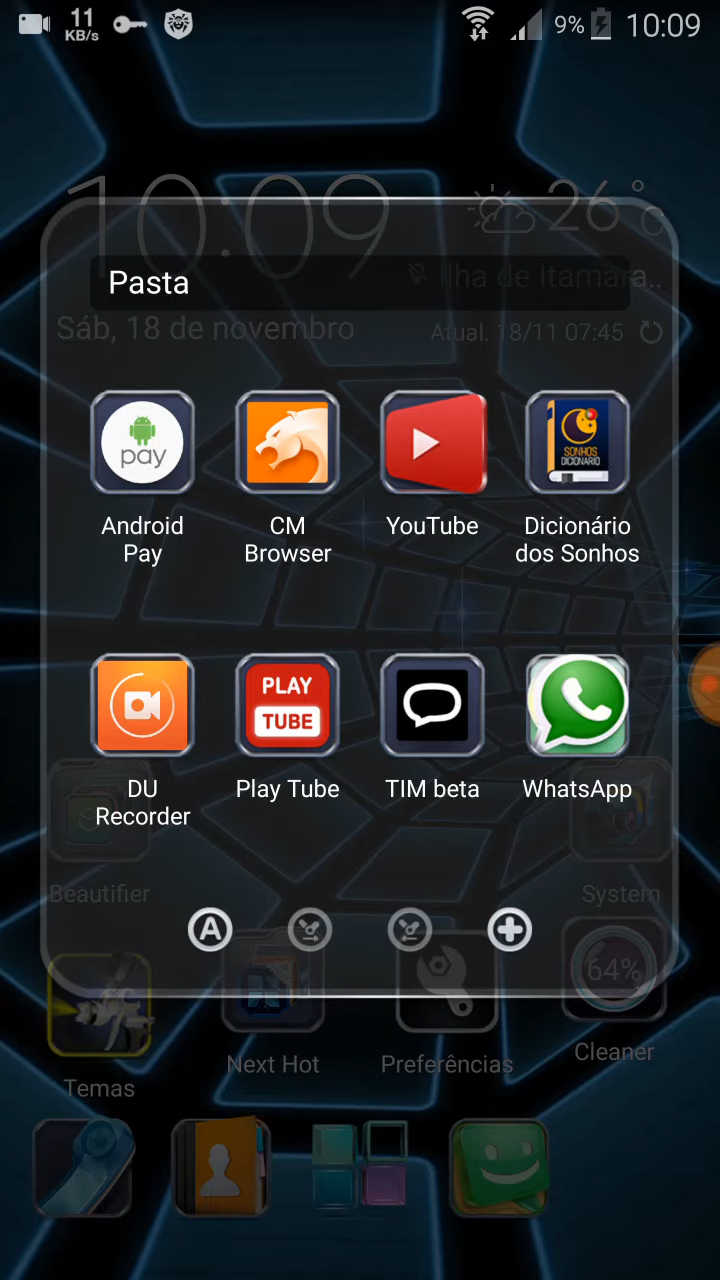 11
KB/s
9%
10:09
10:09
26°C
Pasta
Ilha de Itamara..
Sáb, 18 de novembro
Atual. 18/11 07:45
pay
SONHOS
DICIONARIO
Android
Pay
CM
Browser
YouTube
Dicionário
dos Sonhos
PLAY
TUBE
DU
Recorder
Play Tube
TIM beta
WhatsApp
Beautifier
System
A
64%
Next Hot
Preferências
Cleaner
Temas